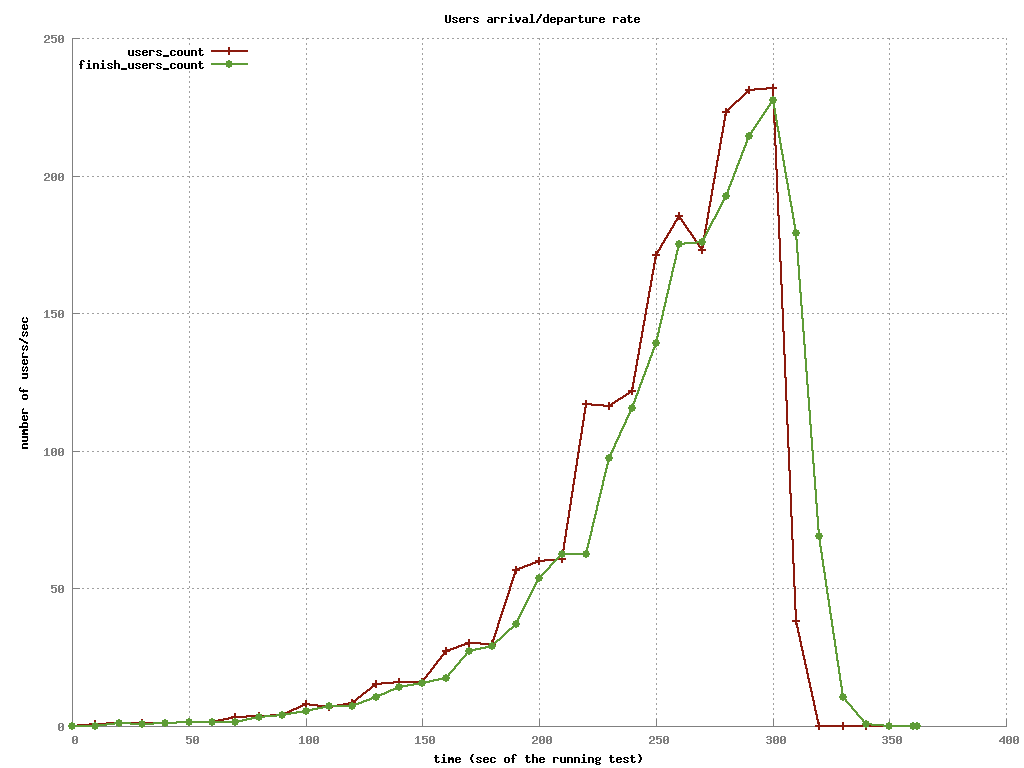 Users arrival/departure rate
250
users_count
finish_users_count
200
150
number of users/sec
100
50
0
0 50 100 150 200 250 300 350 400
time (sec of the running test)